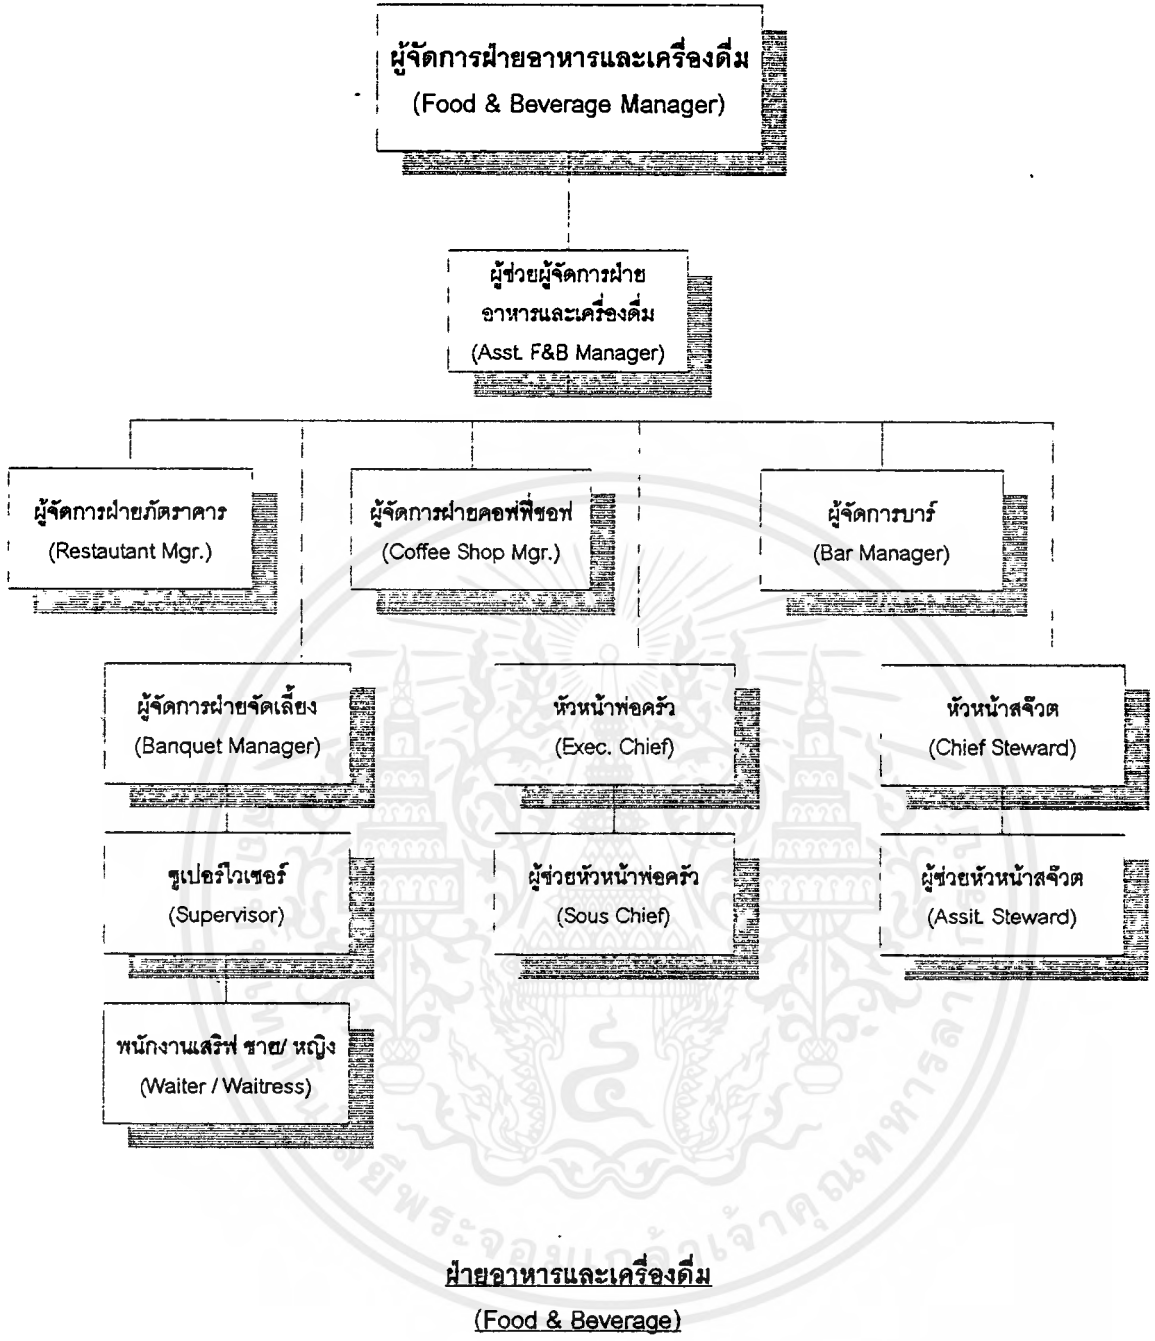 ผู้จัดการฝ่ายอาหารและเครื่องดื่ม
(Food & Beverage Manager)
ผู้ช่วยผู้จัดการฝ่าย
อาหารและเครื่องดื่ม
(Asst. F&B Manager)
ผู้จัดการฝ่ายภัตราคาร
(Restautant Mgr.)
ผู้จัดการฝ่ายคอฟฟี่ชอฟ
(Coffee Shop Mgr.)
ผู้จัดการบาร์
(Bar Manager)
ผู้จัดการฝ่ายจัดเลี้ยง
(Banquet Manager)
หัวหน้าพ่อครัว
(Exec. Chief)
หัวหน้าสจ๊วต
(Chief Steward)
ซูเปอร์ไวเซอร์
(Supervisor)
ผู้ช่วยหัวหน้าพ่อครัว
(Sous Chief)
ผู้ช่วยหัวหน้าสจ๊วต
(Assit. Steward)
พนักงานเสริฟ ชาย/ หญิง
(Waiter / Waitress)
ฝ่ายอาหารและเครื่องดื่ม
(Food & Beverage)